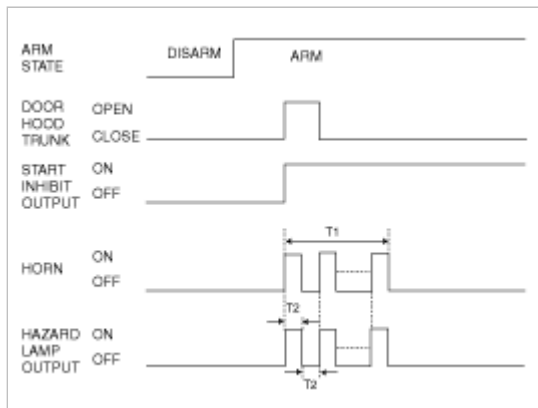 ARM STATE DISARM ARM
DOOR HOOD TRUNK OPEN CLOSE
START INHIBIT OUTPUT ON OFF
T1
HORN ON OFF
T2
HAZARD LAMP OUTPUT ON OFF
T2